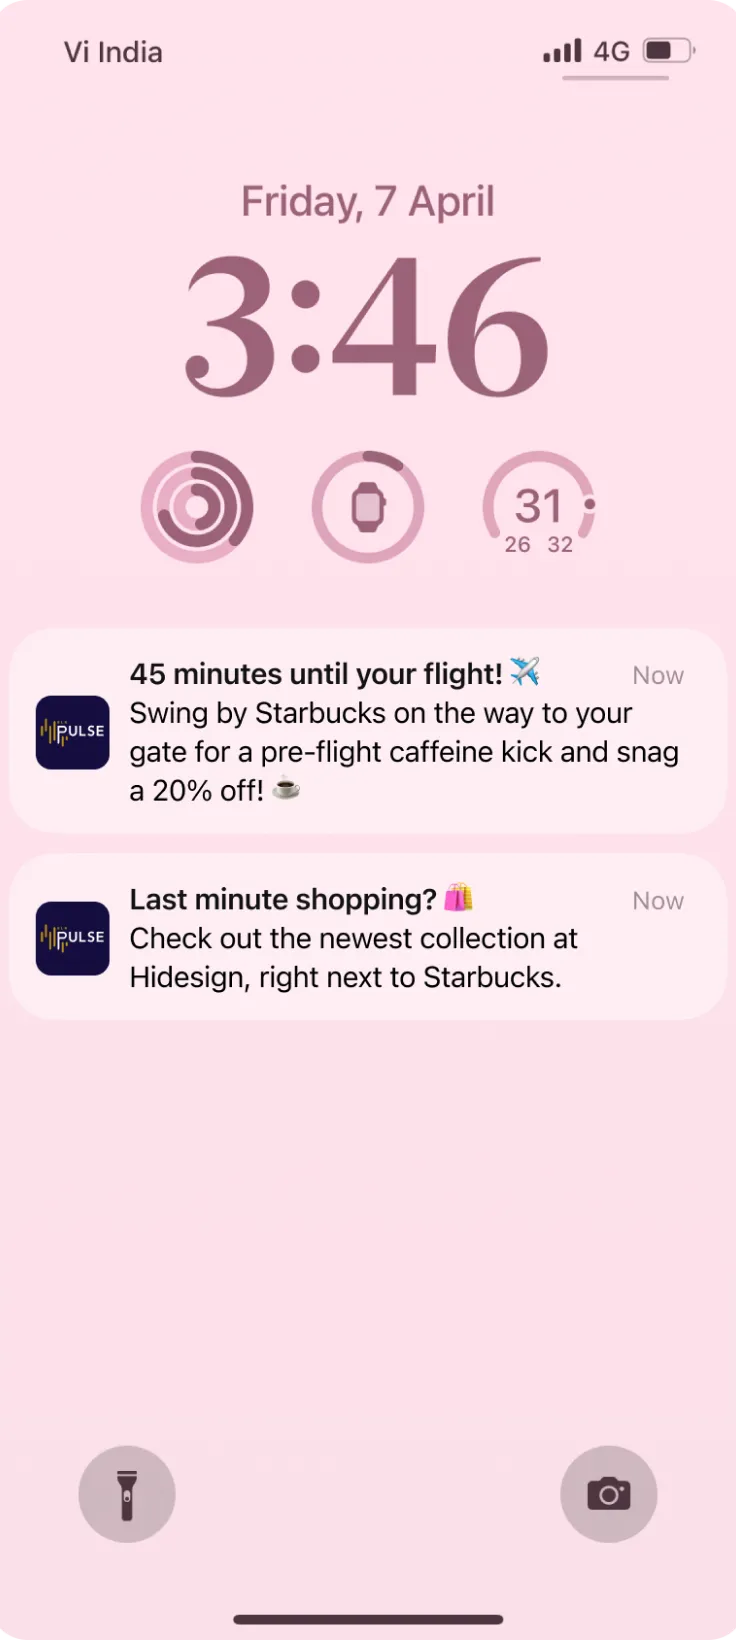 Vi India
4G
Friday, 7 April
3:46
31
26 32
45 minutes until your flight! ✈️
Now
Swing by Starbucks on the way to your
gate for a pre-flight caffeine kick and snag
a 20% off! ☕
PULSE
Last minute shopping? 🛍️
Now
Check out the newest collection at
Hidesign, right next to Starbucks.
PULSE